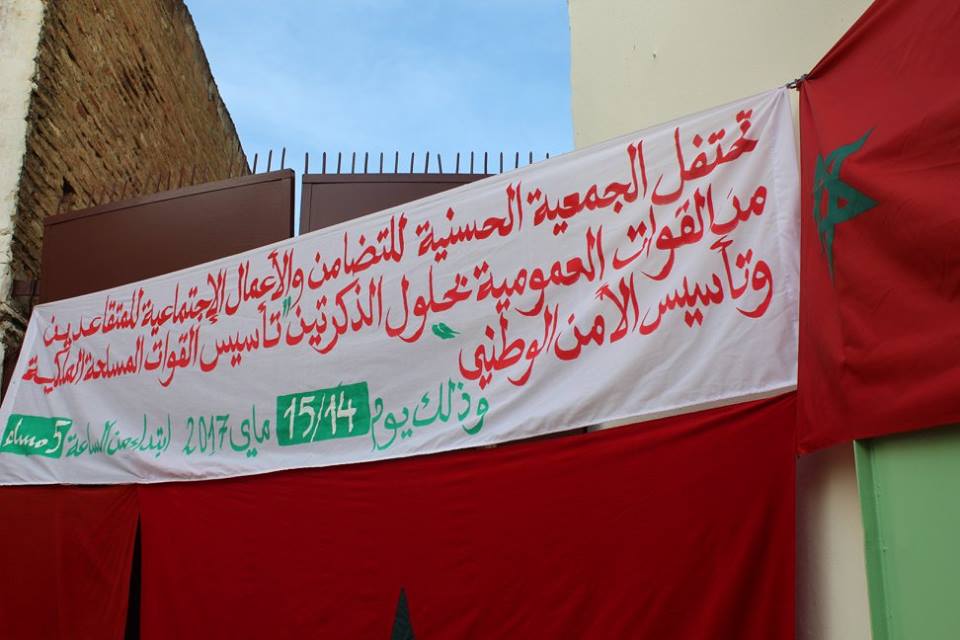 تحتفل الجمعية الحسنية للتضامن والأعمال الإجتماعية للمتقاعدين
من القوات العمومية بحلول الذكرتين "تأسيس القوات المسلحة الملكية
وتأسيس الأمن الوطني
وذلك يوم 15/14 ماي 2017 ابتداء من الساعة 5 مساء